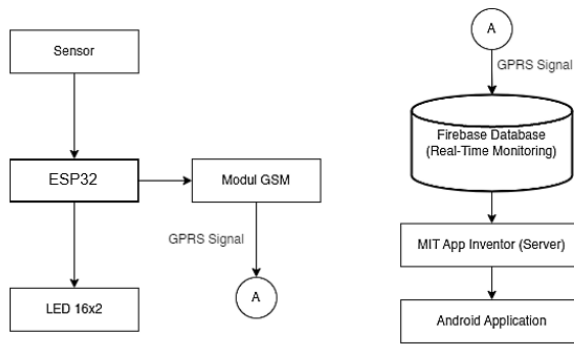 Sensor
ESP32
Modul GSM
GPRS Signal
A
LED 16x2
A
GPRS Signal
Firebase Database
(Real-Time Monitoring)
MIT App Inventor (Server)
Android Application